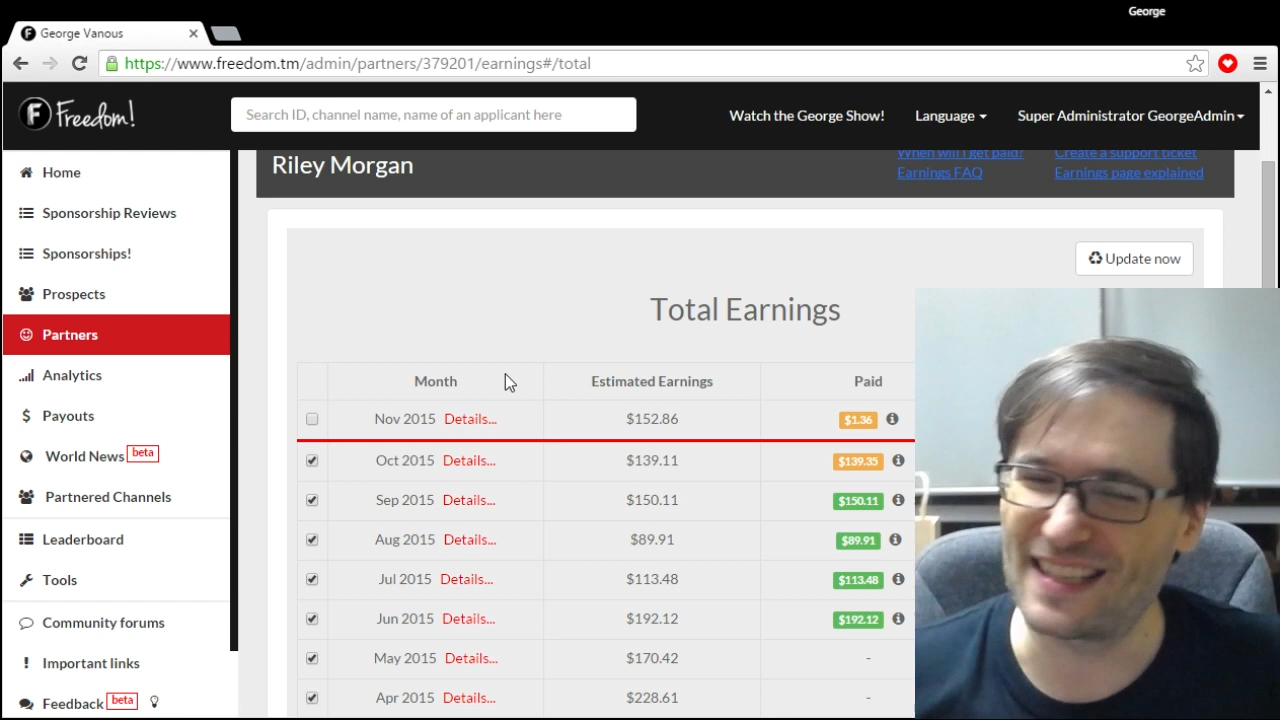 George
George Vanous
https://www.freedom.tm/admin/partners/379201/earnings#/total
Freedom!
Search ID, channel name, name of an applicant here
Watch the George Show!
Language
Super Administrator GeorgeAdmin
Home
Sponsorship Reviews
Sponsorships!
Prospects
Partners
Analytics
Payouts
World News beta
Partnered Channels
Leaderboard
Tools
Community forums
Important links
Feedback beta
Riley Morgan
When will I get paid?
Create a support ticket
Earnings FAQ
Earnings page explained
Update now
Total Earnings
Month Estimated Earnings Paid
Nov 2015 Details... $152.86 $1.36
Oct 2015 Details... $139.11 $139.35
Sep 2015 Details... $150.11 $150.11
Aug 2015 Details... $89.91 $89.91
Jul 2015 Details... $113.48 $113.48
Jun 2015 Details... $192.12 $192.12
May 2015 Details... $170.42 -
Apr 2015 Details... $228.61 -